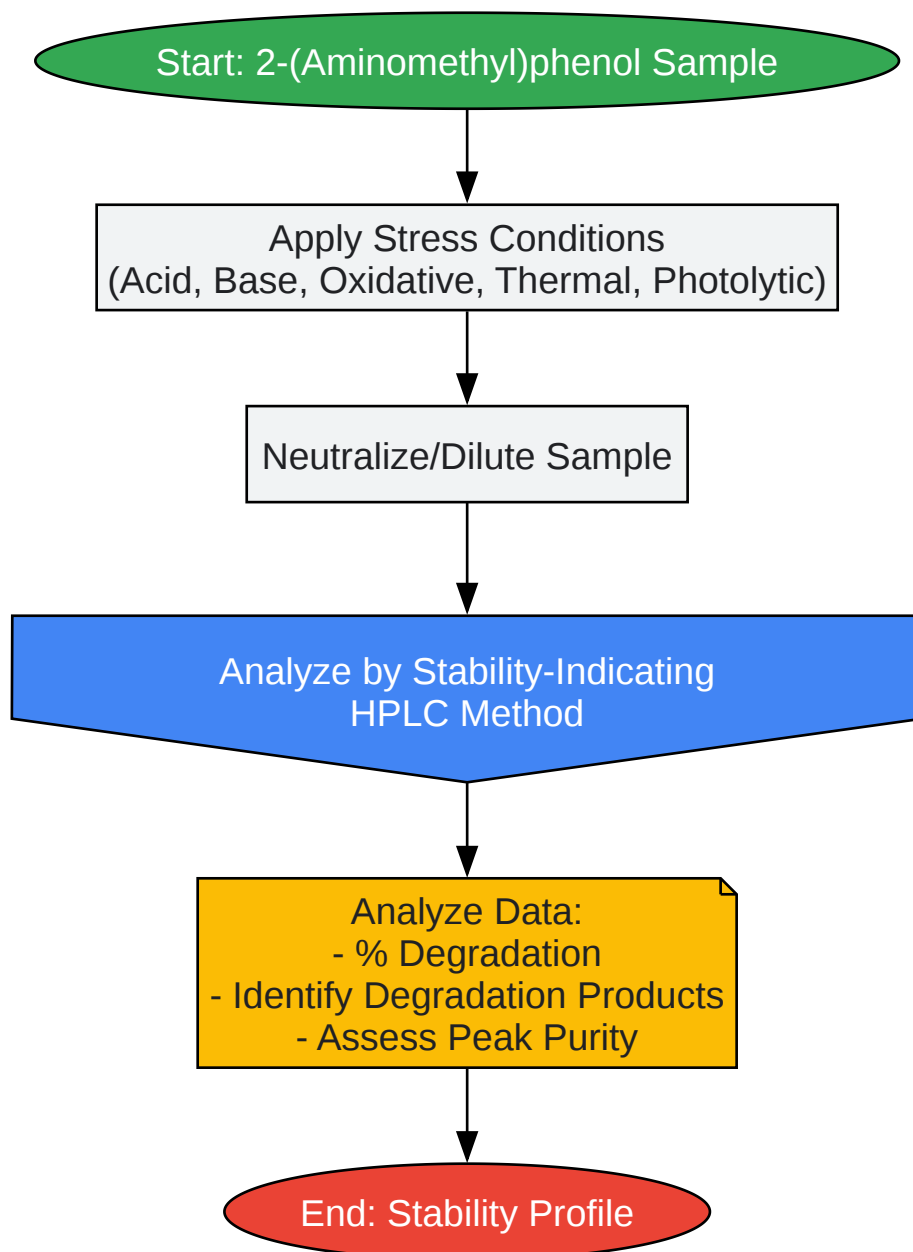 Start: 2-(Aminomethyl)phenol Sample
Apply Stress Conditions
(Acid, Base, Oxidative, Thermal, Photolytic)
Neutralize/Dilute Sample
Analyze by Stability-Indicating
HPLC Method
Analyze Data:
- % Degradation
- Identify Degradation Products
- Assess Peak Purity
End: Stability Profile